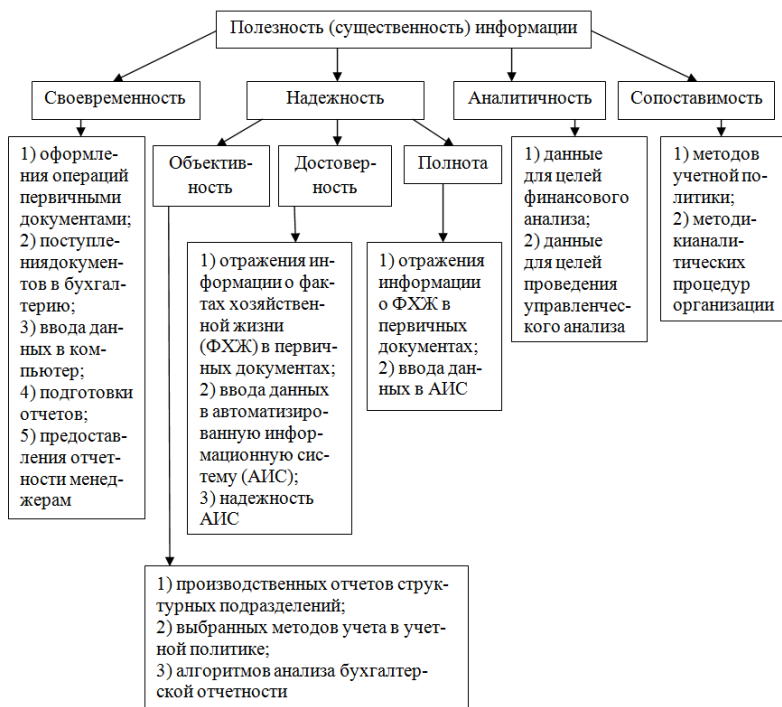 Полезность (существенность) информации
Своевременность
Надежность
Аналитичность
Сопоставимость
1) оформле-
ния операций
первичными
документами;
2) поступле-
ниядокумен-
тов в бухгал-
терию;
3) ввода дан-
ных в ком-
пьютер;
4) подготовки
отчетов;
5) предостав-
ления отчет-
ности менед-
жерам
Объектив-
ность
Достовер-
ность
Полнота
1) данные
для целей
финансового
анализа;
2) данные
для целей
проведения
управленчес-
кого анализа
1) методов
учетной по-
литики;
2) методи-
кианали-
тических
процедур
организации
1) отражения ин-
формации о фак-
тах хозяйствен-
ной жизни
(ФХЖ) в первич-
ных документах;
2) ввода данных
в автоматизиро-
ванную инфор-
мационную сис-
тему (АИС);
3) надежность
АИС
1) отражения
информации
о ФХЖ в
первичных
документах;
2) ввода дан-
ных в АИС
1) производственных отчетов струк-
турных подразделений;
2) выбранных методов учета в учет-
ной политике;
3) алгоритмов анализа бухгалтер-
ской отчетности